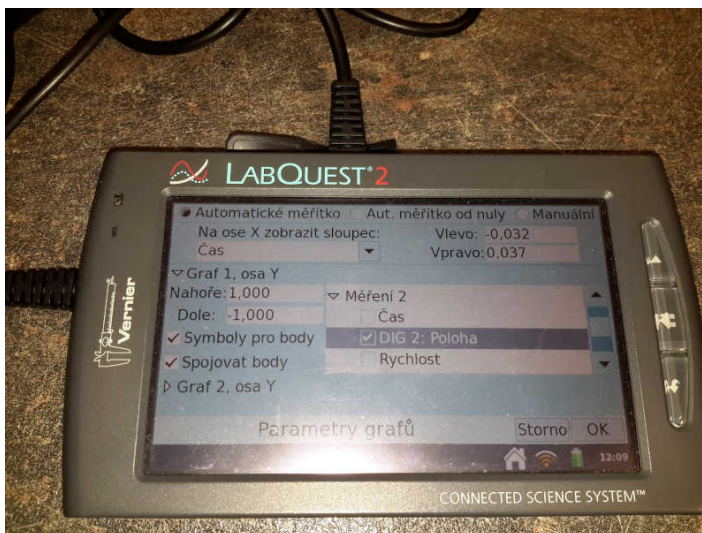 LABQUEST®2
Vernier
Automatické měřítko Aut. měřítko od nuly Manuální
Na ose X zobrazit sloupec: Vlevo: -0,032
Čas Vpravo: 0,037
Graf 1, osa Y
Nahoře: 1,000 Měření 2
Dole: -1,000 Čas
Symboly pro body DIG 2: Poloha
Spojovat body Rychlost
Graf 2, osa Y
Parametry grafů Storno OK
12:09
CONNECTED SCIENCE SYSTEM™